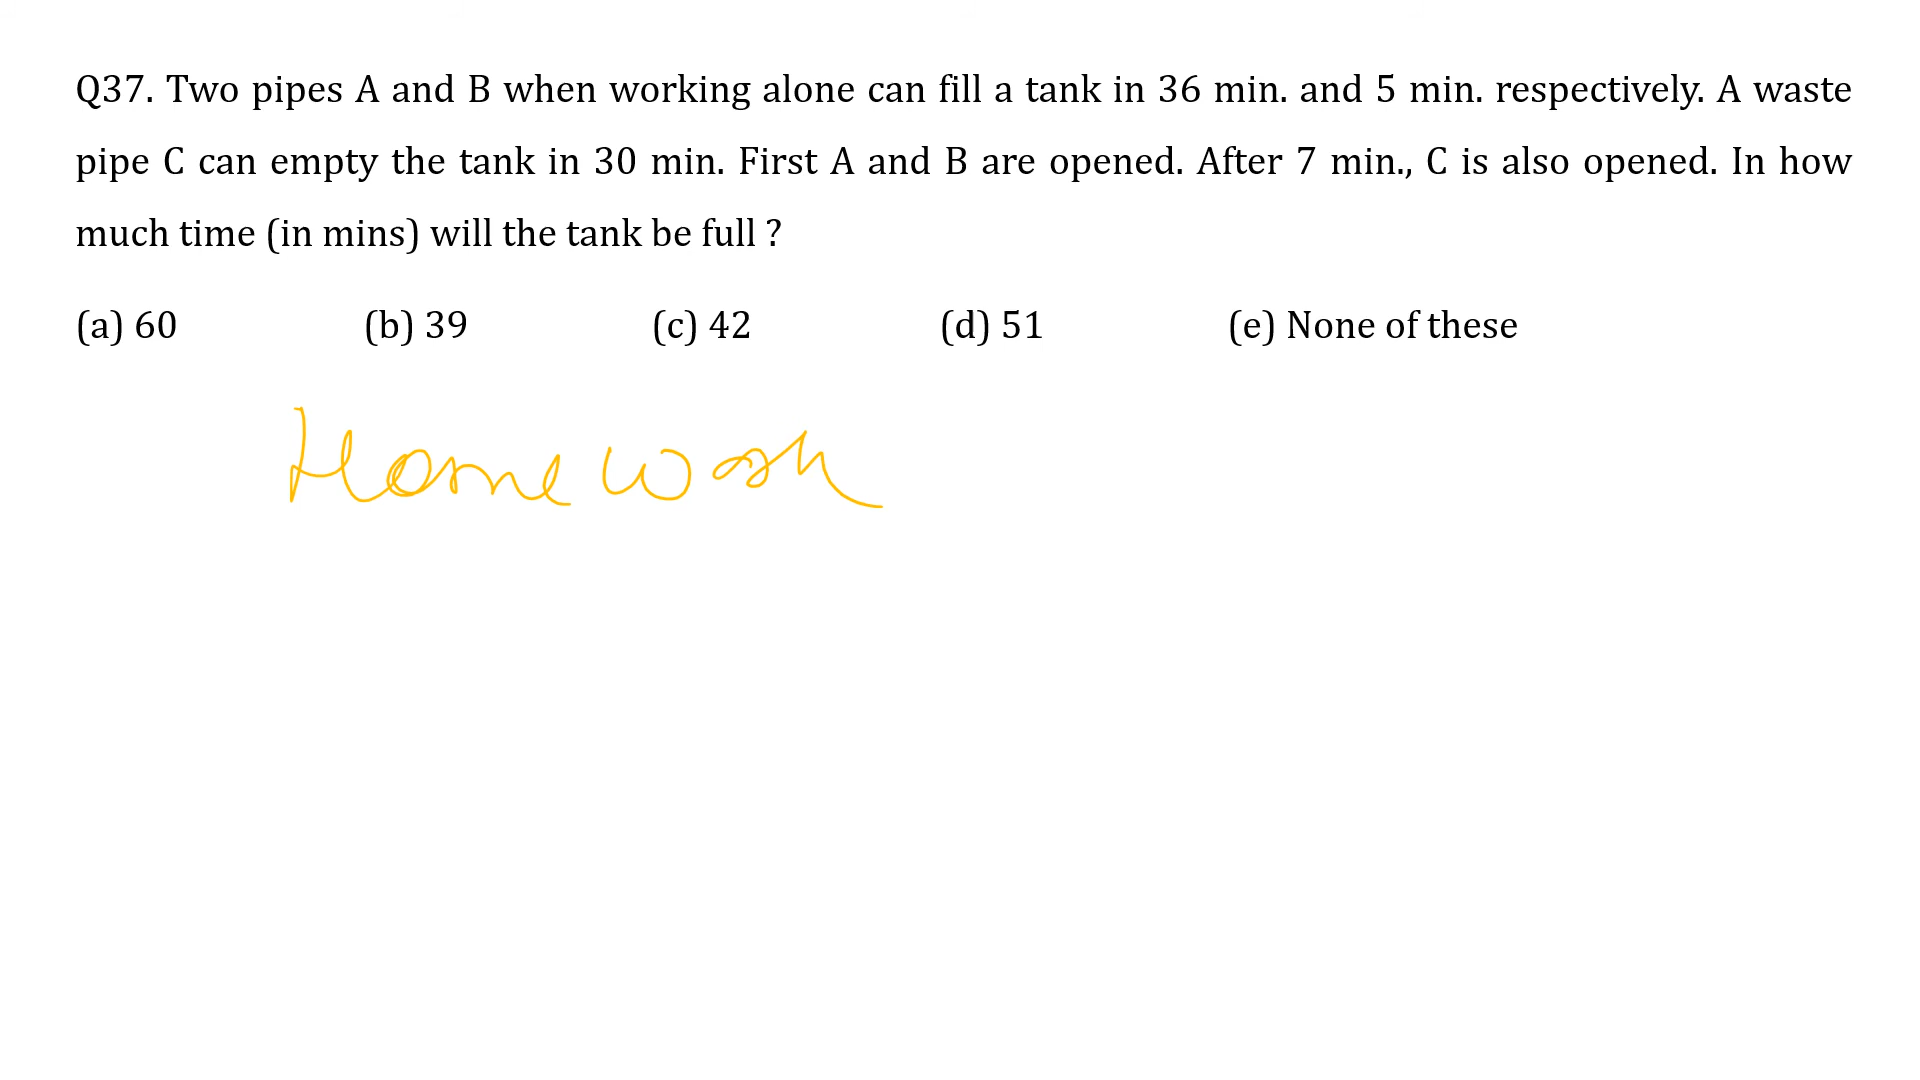 Q37. Two pipes A and B when working alone can fill a tank in 36 min. and 5 min. respectively. A waste
pipe C can empty the tank in 30 min. First A and B are opened. After 7 min., C is also opened. In how
much time (in mins) will the tank be full ?
(a) 60 (b) 39 (c) 42 (d) 51 (e) None of these
Home work